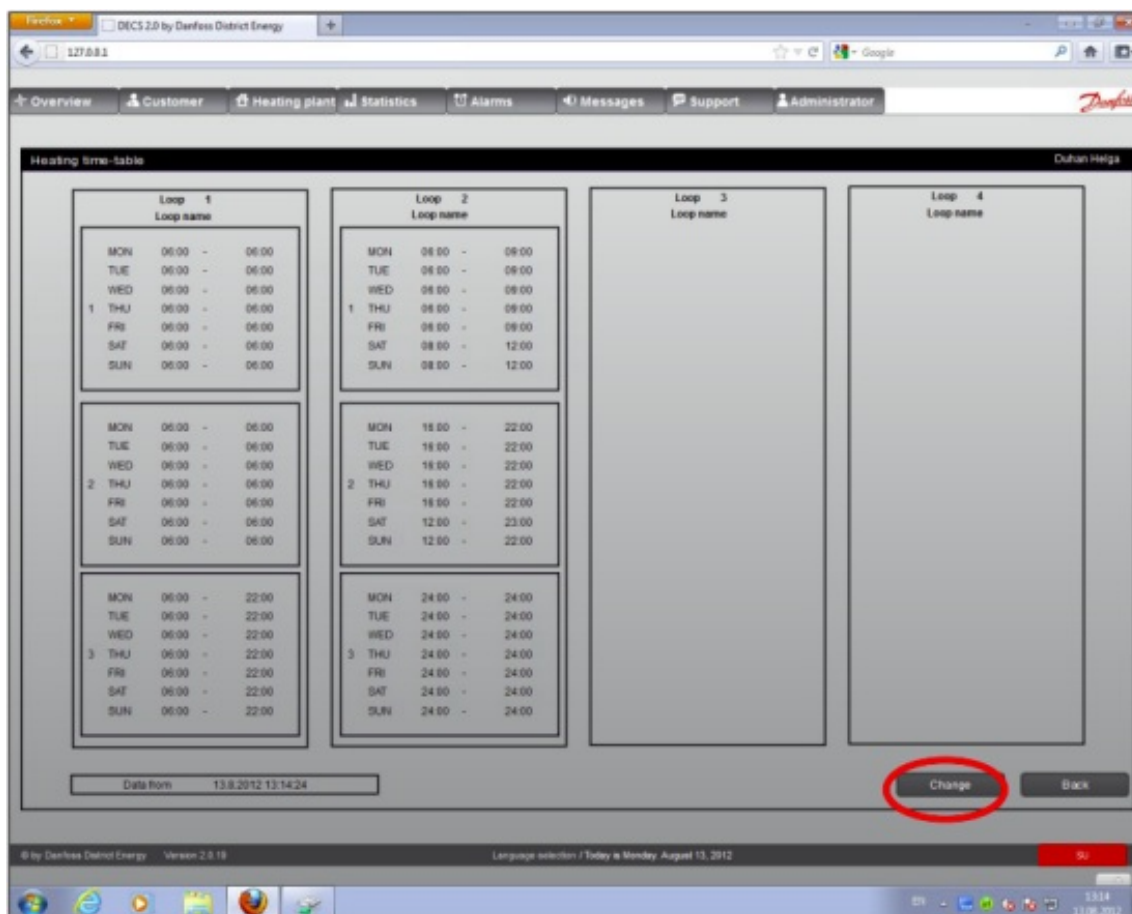 Firefox
DECS 2.0 by Danfoss District Energy
127.0.0.1
Google
Overview Customer Heating plant Statistics Alarms Messages Support Administrator
Heating time-table Duhan Helga
Loop 1 Loop 2 Loop 3 Loop 4
Loop name Loop name Loop name Loop name
MON 06:00 - 06:00 MON 06:00 - 09:00
TUE 06:00 - 06:00 TUE 06:00 - 09:00
WED 06:00 - 06:00 WED 06:00 - 09:00
1 THU 06:00 - 06:00 1 THU 06:00 - 09:00
FRI 06:00 - 06:00 FRI 06:00 - 09:00
SAT 06:00 - 06:00 SAT 08:00 - 12:00
SUN 06:00 - 06:00 SUN 08:00 - 12:00
MON 06:00 - 06:00 MON 16:00 - 22:00
TUE 06:00 - 06:00 TUE 16:00 - 22:00
WED 06:00 - 06:00 WED 16:00 - 22:00
2 THU 06:00 - 06:00 2 THU 16:00 - 22:00
FRI 06:00 - 06:00 FRI 16:00 - 22:00
SAT 06:00 - 06:00 SAT 12:00 - 23:00
SUN 06:00 - 06:00 SUN 12:00 - 22:00
MON 06:00 - 22:00 MON 24:00 - 24:00
TUE 06:00 - 22:00 TUE 24:00 - 24:00
WED 06:00 - 22:00 WED 24:00 - 24:00
3 THU 06:00 - 22:00 3 THU 24:00 - 24:00
FRI 06:00 - 22:00 FRI 24:00 - 24:00
SAT 06:00 - 22:00 SAT 24:00 - 24:00
SUN 06:00 - 22:00 SUN 24:00 - 24:00
Data from 13.8.2012 13:14:24
Change Back
© by Danfoss District Energy Version 2.0.18 Language selection / Today is Monday, August 13, 2012 SU
EN 13:14
13.08.2012